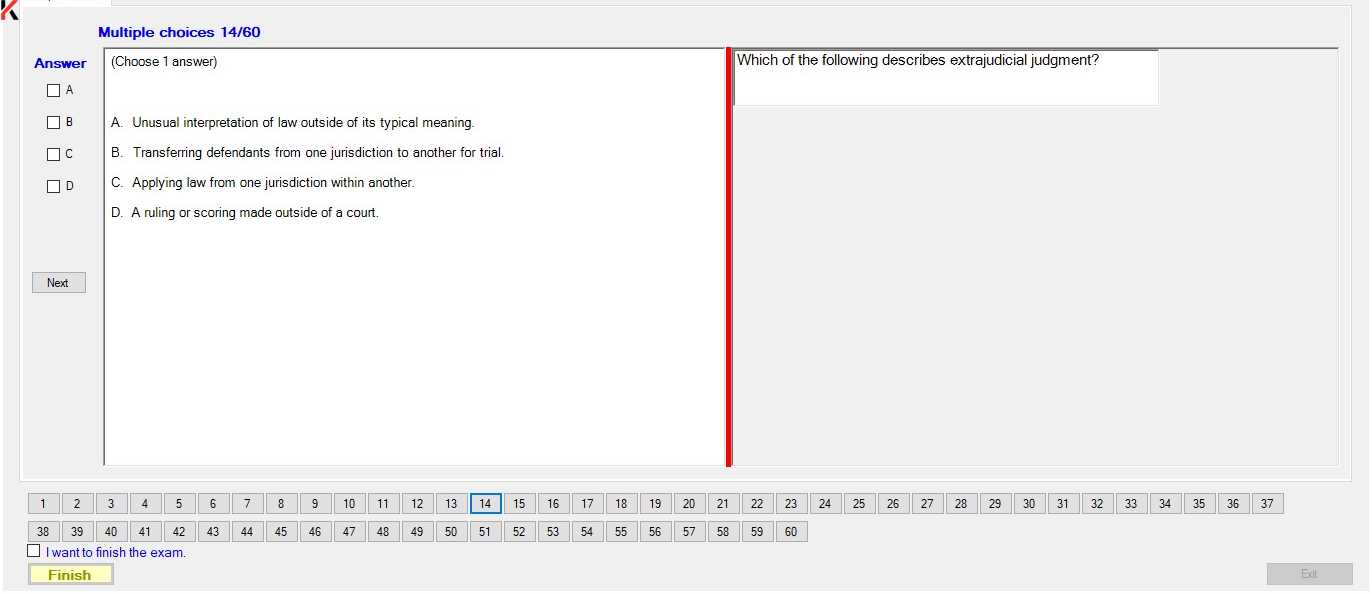 Multiple choices 14/60
Answer
A
B
C
D
Next
(Choose 1 answer)
A. Unusual interpretation of law outside of its typical meaning.
B. Transferring defendants from one jurisdiction to another for trial.
C. Applying law from one jurisdiction within another.
D. A ruling or scoring made outside of a court.
Which of the following describes extrajudicial judgment?
1 2 3 4 5 6 7 8 9 10 11 12 13 14 15 16 17 18 19 20 21 22 23 24 25 26 27 28 29 30 31 32 33 34 35 36 37
38 39 40 41 42 43 44 45 46 47 48 49 50 51 52 53 54 55 56 57 58 59 60
I want to finish the exam.
Finish
Exit